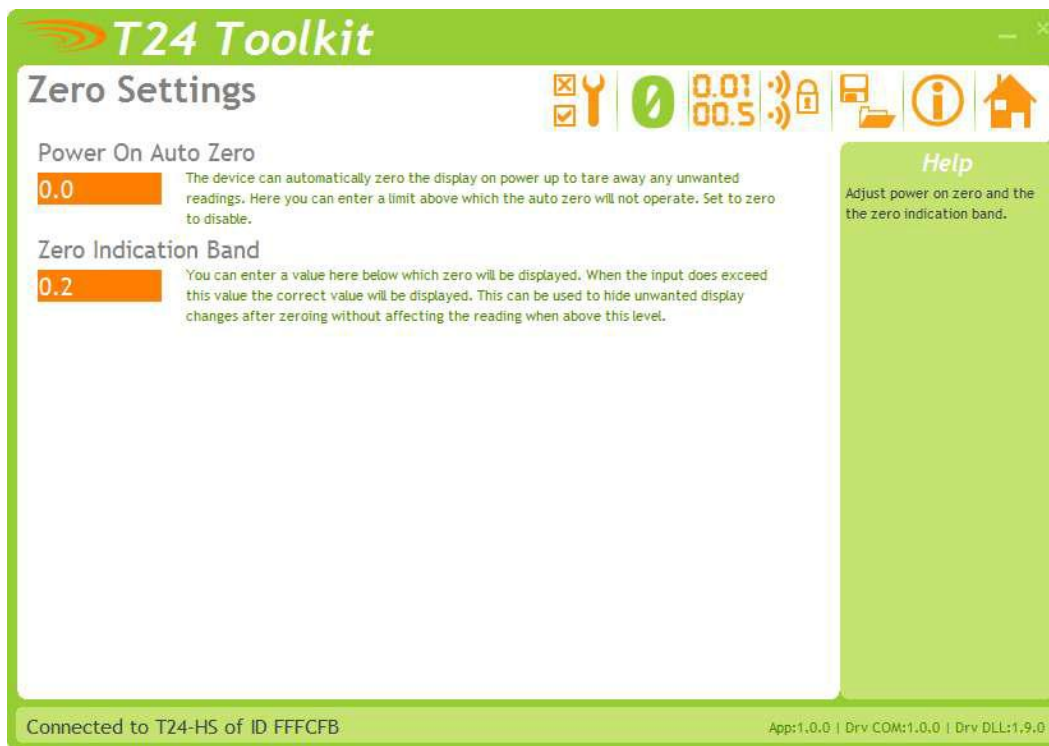 T24 Toolkit
Zero Settings
0
0.01
00.5
Power On Auto Zero
0.0
The device can automatically zero the display on power up to tare away any unwanted
readings. Here you can enter a limit above which the auto zero will not operate. Set to zero
to disable.
Zero Indication Band
0.2
You can enter a value here below which zero will be displayed. When the input does exceed
this value the correct value will be displayed. This can be used to hide unwanted display
changes after zeroing without affecting the reading when above this level.
Help
Adjust power on zero and the
the zero indication band.
Connected to T24-HS of ID FFFCFB
App:1.0.0 | Drv COM:1.0.0 | Drv DLL:1.9.0